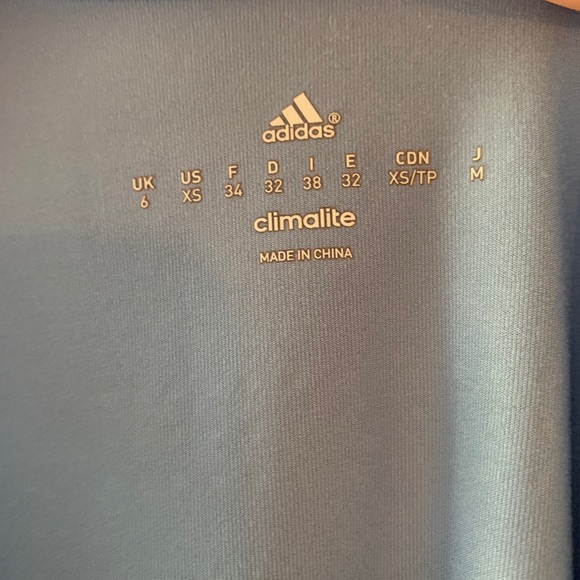 adidas®
UK US F D I E CDN J
6 XS 34 32 38 32 XS/TP M
climalite
MADE IN CHINA